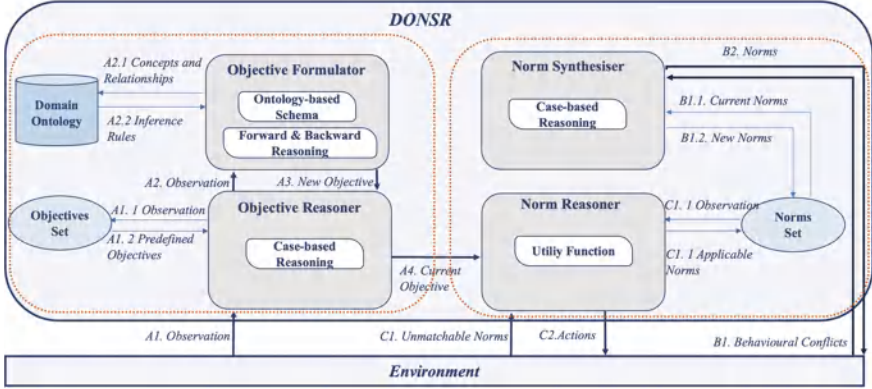 DONSR
A2.1 Concepts and
Relationships
Domain
Ontology
A2.2 Inference
Rules
Objective Formulator
Ontology-based
Schema
Forward & Backward
Reasoning
A2. Observation
A3. New Objective
Objectives
Set
A1. 1 Observation
A1. 2 Predefined
Objectives
Objective Reasoner
Case-based
Reasoning
A4. Current
Objective
Norm Synthesiser
Case-based
Reasoning
B2. Norms
B1.1. Current Norms
B1.2. New Norms
Norm Reasoner
Utiliy Function
C1. 1 Observation
C1. 1 Applicable
Norms
Norms
Set
A1. Observation
C1. Unmatchable Norms
C2.Actions
B1. Behavioural Conflicts
Environment